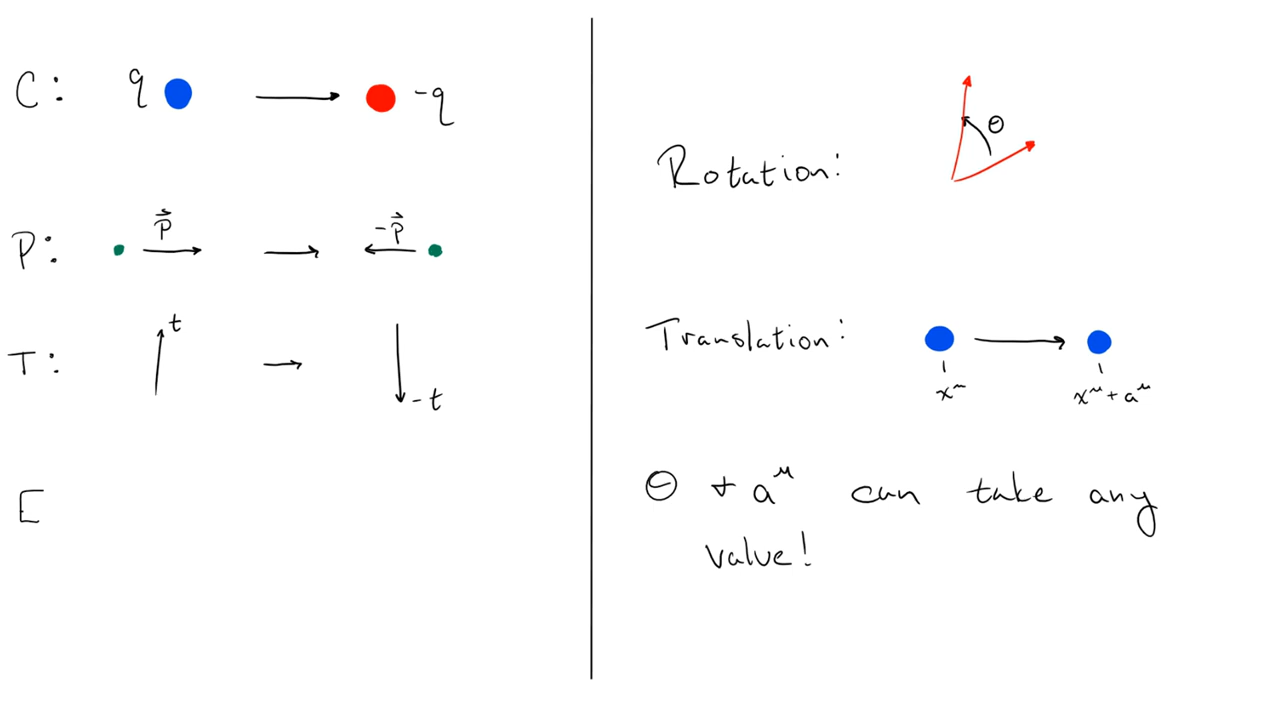 C: q → -q
P: p⃗ → -p⃗
T: t → -t
E
Rotation: θ
Translation: →
x^μ x^μ + a^μ
θ + a^μ can take any
value!